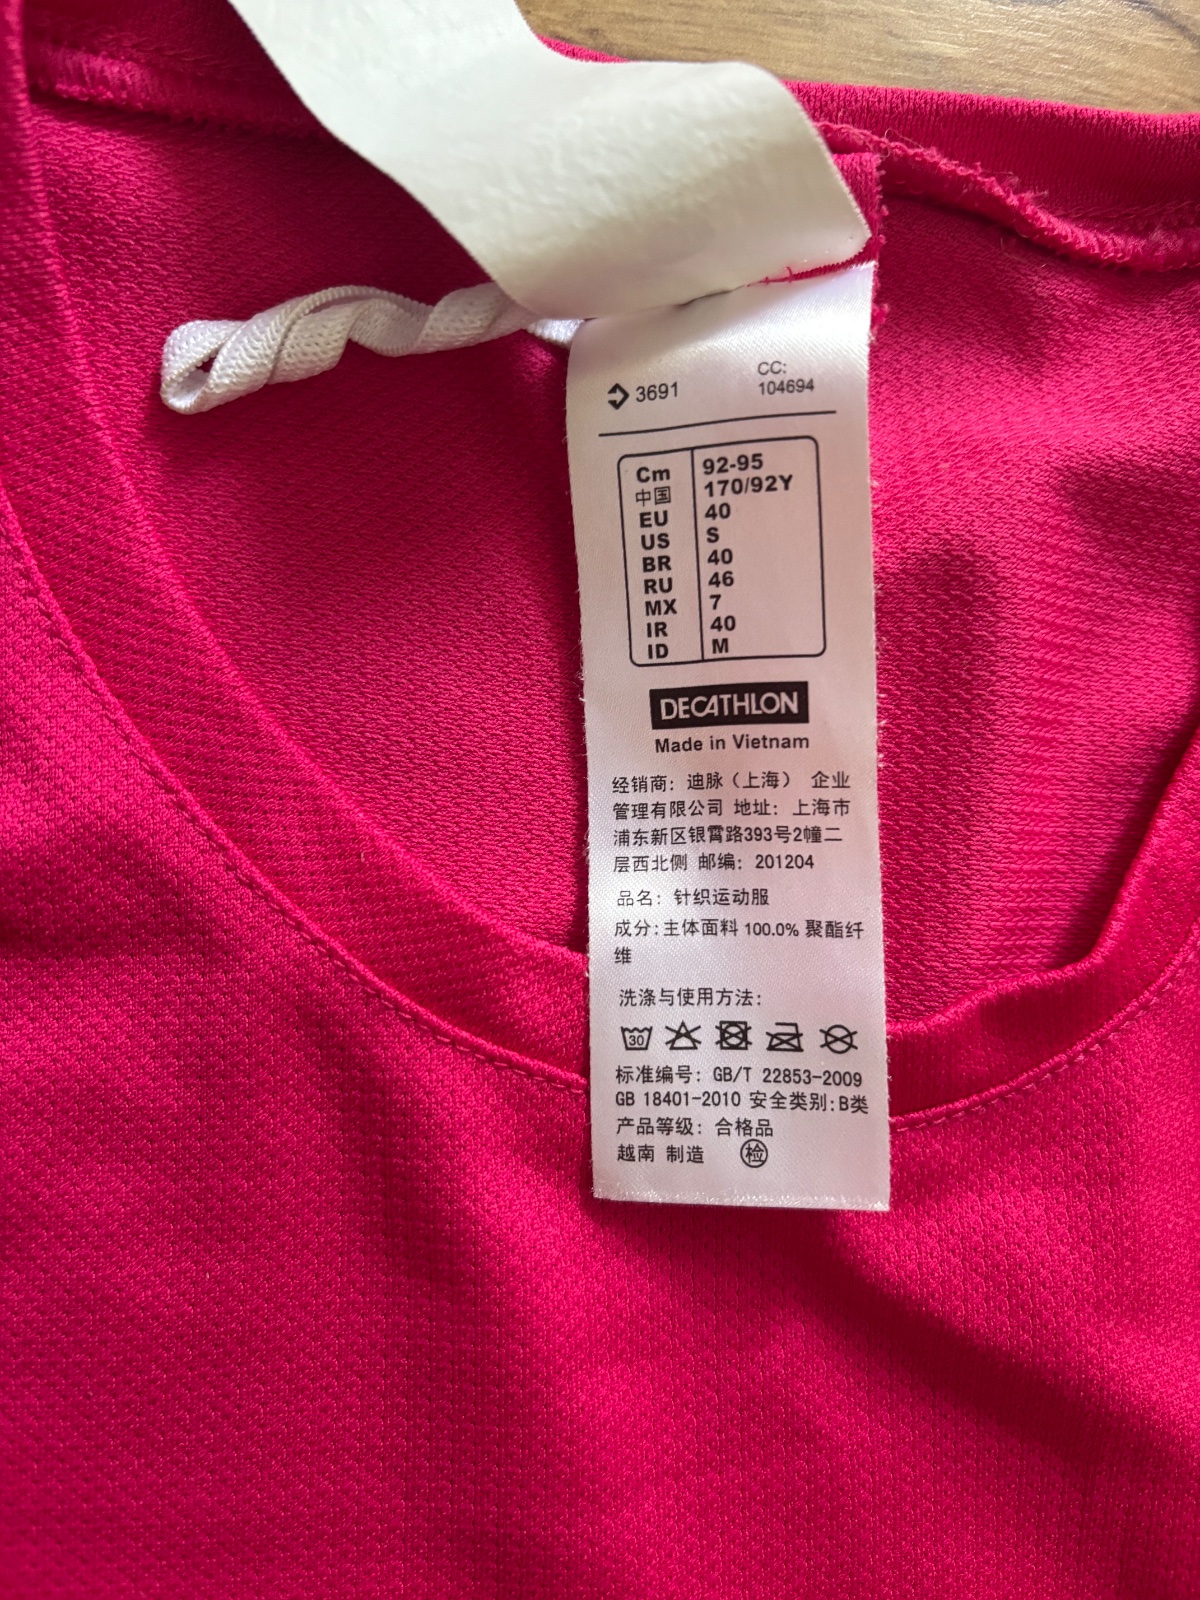 3691
CC:
104694
Cm 92-95
中国 170/92Y
EU 40
US S
BR 40
RU 46
MX 7
IR 40
ID M
DECATHLON
Made in Vietnam
经销商: 迪脉（上海） 企业
管理有限公司 地址: 上海市
浦东新区银霄路393号2幢二
层西北侧 邮编: 201204
品名: 针织运动服
成分:主体面料 100.0% 聚酯纤
维
洗涤与使用方法:
30
标准编号: GB/T 22853-2009
GB 18401-2010 安全类别:B类
产品等级: 合格品
越南 制造 检